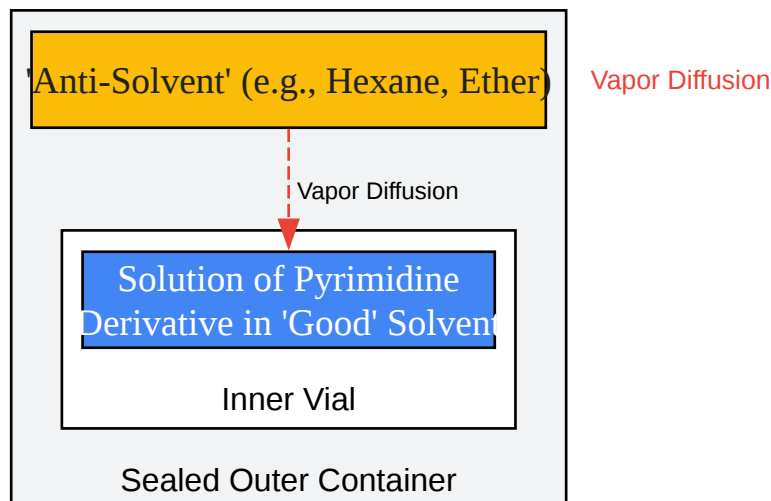 'Anti-Solvent' (e.g., Hexane, Ether)
Vapor Diffusion
Vapor Diffusion
Solution of Pyrimidine
Derivative in 'Good' Solvent
Inner Vial
Sealed Outer Container